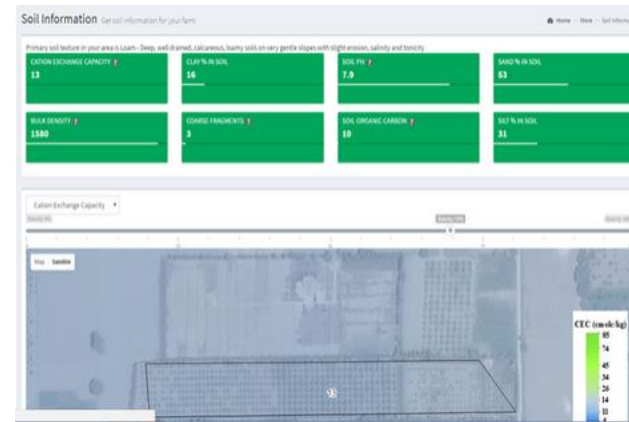 Soil Information Get soil information for your farm
Home - More - Soil Inform
Primary soil texture in your area is Loam - Deep, well drained, calcareous, loamy soils on very gentle slopes with slight erosion, salinity and tonicity.
CATION EXCHANGE CAPACITY
13
CLAY % IN SOIL
16
SOIL PH
7.9
SAND % IN SOIL
53
BULK DENSITY
1580
COARSE FRAGMENTS
3
SOIL ORGANIC CARBON
10
SILT % IN SOIL
31
Cation Exchange Capacity
Map Satellite
13
CEC (cmolc/kg)
85
74
45
34
26
14
11